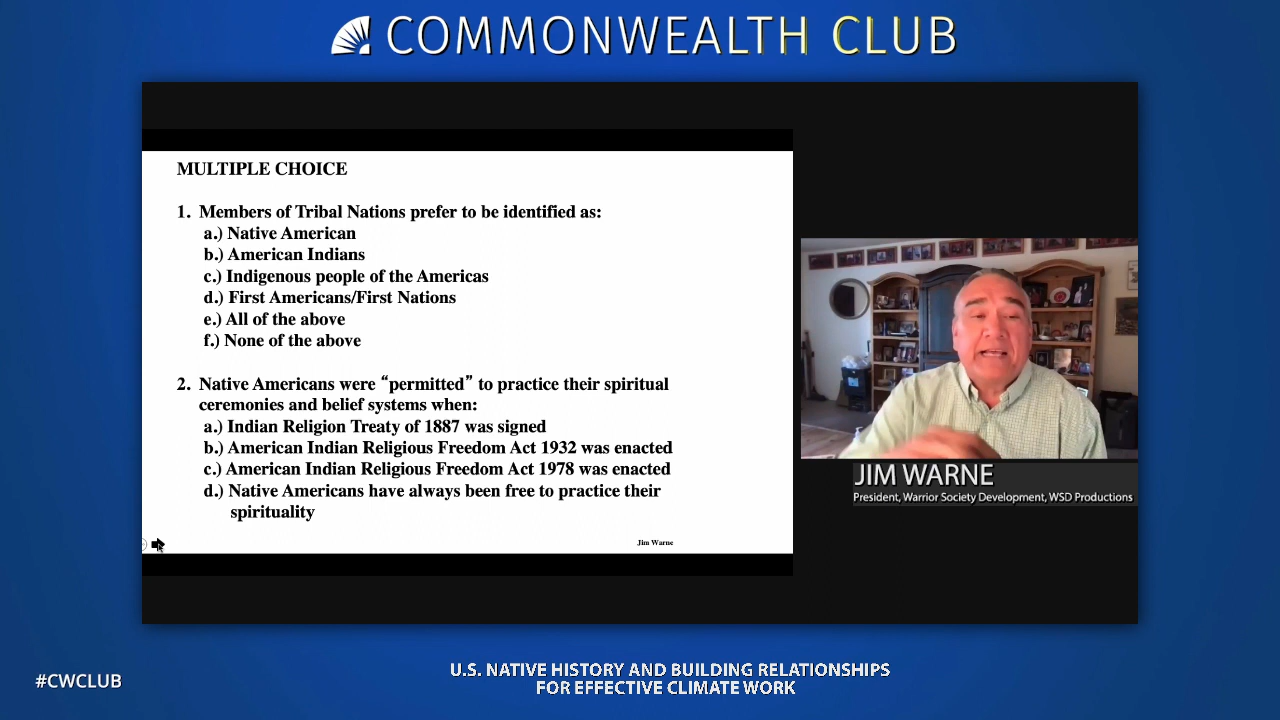 COMMONWEALTH CLUB
MULTIPLE CHOICE
1. Members of Tribal Nations prefer to be identified as:
a.) Native American
b.) American Indians
c.) Indigenous people of the Americas
d.) First Americans/First Nations
e.) All of the above
f.) None of the above
2. Native Americans were “permitted” to practice their spiritual
ceremonies and belief systems when:
a.) Indian Religion Treaty of 1887 was signed
b.) American Indian Religious Freedom Act 1932 was enacted
c.) American Indian Religious Freedom Act 1978 was enacted
d.) Native Americans have always been free to practice their
spirituality
Jim Warne
JIM WARNE
President, Warrior Society Development, WSD Productions
#CWCLUB
U.S. NATIVE HISTORY AND BUILDING RELATIONSHIPS
FOR EFFECTIVE CLIMATE WORK